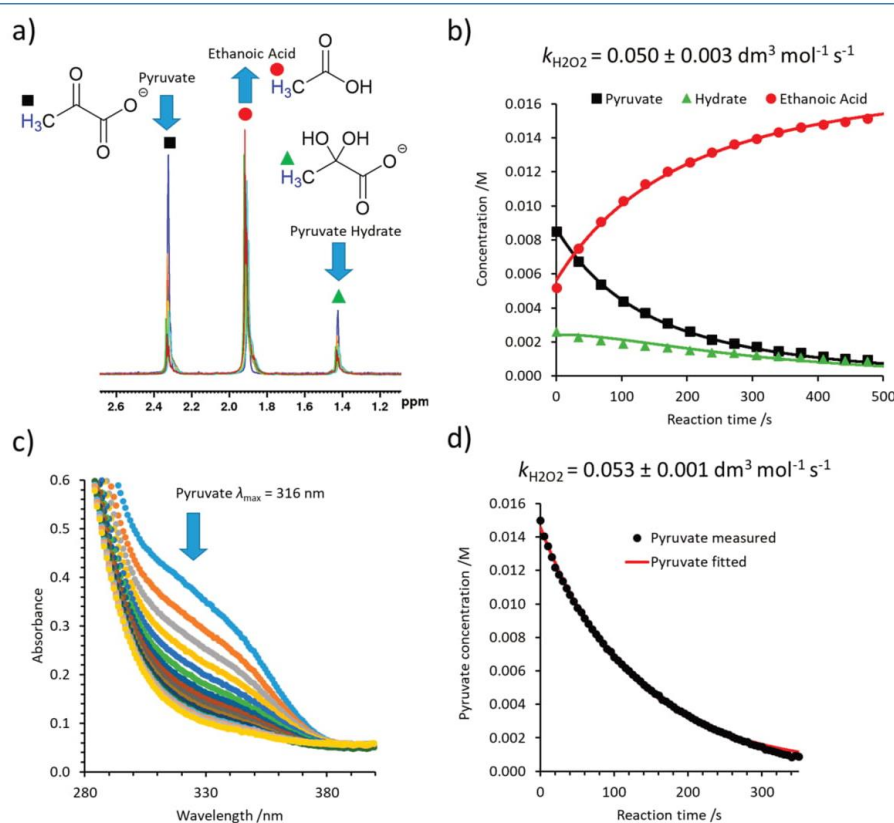 a)
Pyruvate
H3C
O
O
⊖
Ethanoic Acid
H3C
O
OH
HO OH
H3C
O
O
⊖
Pyruvate Hydrate
2.6 2.4 2.2 2.0 1.8 1.6 1.4 1.2 ppm
b)
kH2O2 = 0.050 ± 0.003 dm³ mol⁻¹ s⁻¹
Pyruvate Hydrate Ethanoic Acid
Concentration /M
0.016
0.014
0.012
0.010
0.008
0.006
0.004
0.002
0.000
0 100 200 300 400 500
Reaction time /s
c)
Pyruvate λmax = 316 nm
Absorbance
0.6
0.5
0.4
0.3
0.2
0.1
0.0
280 330 380
Wavelength /nm
d)
kH2O2 = 0.053 ± 0.001 dm³ mol⁻¹ s⁻¹
Pyruvate measured
Pyruvate fitted
Pyruvate concentration /M
0.016
0.014
0.012
0.010
0.008
0.006
0.004
0.002
0.000
0 100 200 300
Reaction time /s